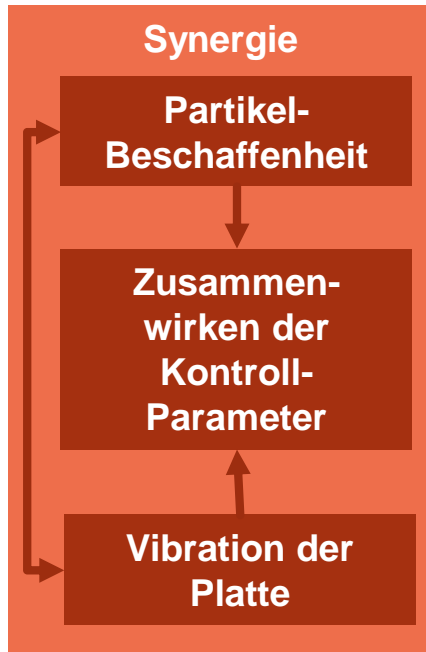 Synergie
Partikel-
Beschaffenheit
Zusammen-
wirken der
Kontroll-
Parameter
Vibration der
Platte